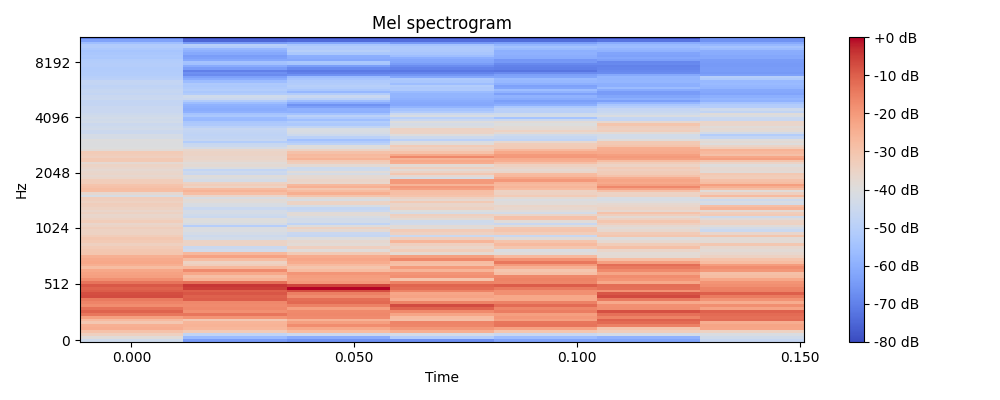 Mel spectrogram
Hz
8192
4096
2048
1024
512
0
0.000
0.050
0.100
0.150
Time
+0 dB
-10 dB
-20 dB
-30 dB
-40 dB
-50 dB
-60 dB
-70 dB
-80 dB